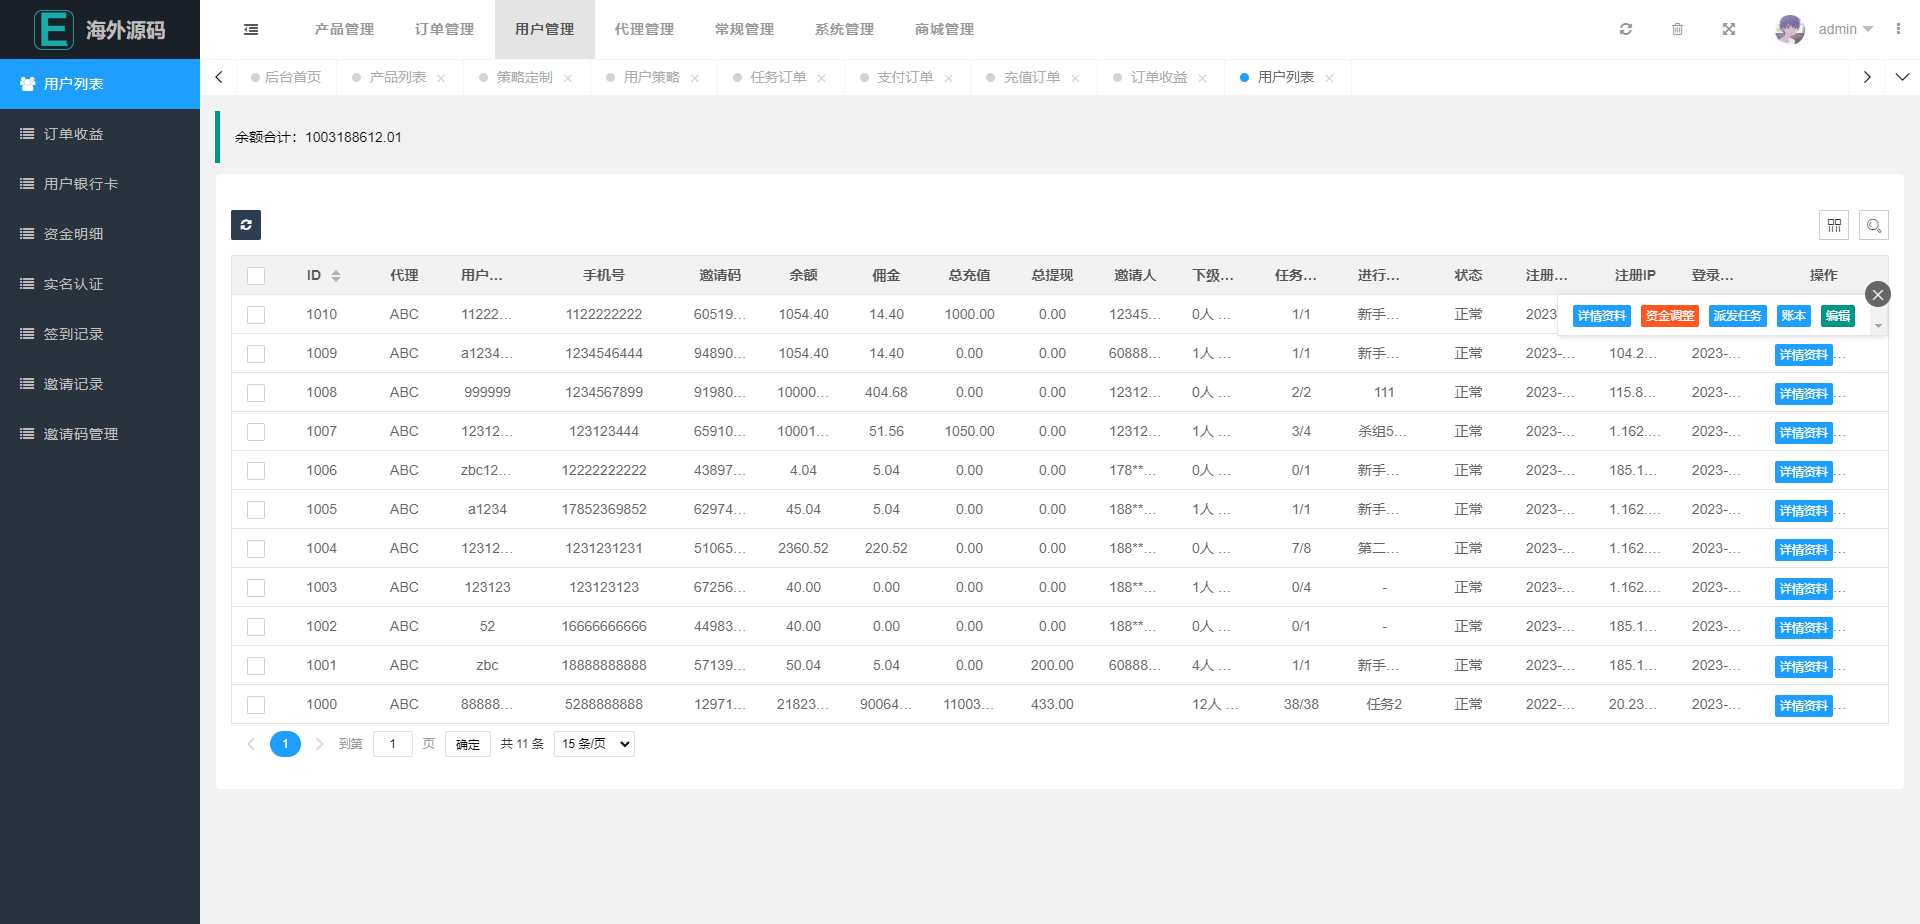 E 海外源码
产品管理 订单管理 用户管理 代理管理 常规管理 系统管理 商城管理 admin
后台首页 产品列表 策略定制 用户策略 任务订单 支付订单 充值订单 订单收益 用户列表
用户列表
订单收益
用户银行卡
资金明细
实名认证
签到记录
邀请记录
邀请码管理
余额合计：1003188612.01
ID 代理 用户... 手机号 邀请码 余额 佣金 总充值 总提现 邀请人 下级... 任务... 进行... 状态 注册... 注册IP 登录... 操作
1010 ABC 11222... 1122222222 60519... 1054.40 14.40 1000.00 0.00 12345... 0人 ... 1/1 新手... 正常 2023 详情资料 资金调整 派发任务 账本 编辑
1009 ABC a1234... 1234546444 94890... 1054.40 14.40 0.00 0.00 60888... 1人 ... 1/1 新手... 正常 2023-... 104.2... 2023-... 详情资料...
1008 ABC 999999 1234567899 91980... 10000... 404.68 0.00 0.00 12312... 0人 ... 2/2 111 正常 2023-... 115.8... 2023-... 详情资料...
1007 ABC 12312... 123123444 65910... 10001... 51.56 1050.00 0.00 12312... 1人 ... 3/4 杀组5... 正常 2023-... 1.162.... 2023-... 详情资料...
1006 ABC zbc12... 12222222222 43897... 4.04 5.04 0.00 0.00 178**... 0人 ... 0/1 新手... 正常 2023-... 185.1... 2023-... 详情资料...
1005 ABC a1234 17852369852 62974... 45.04 5.04 0.00 0.00 188**... 1人 ... 1/1 新手... 正常 2023-... 1.162.... 2023-... 详情资料...
1004 ABC 12312... 1231231231 51065... 2360.52 220.52 0.00 0.00 188**... 0人 ... 7/8 第二... 正常 2023-... 1.162.... 2023-... 详情资料...
1003 ABC 123123 123123123 67256... 40.00 0.00 0.00 0.00 188**... 1人 ... 0/4 - 正常 2023-... 1.162.... 2023-... 详情资料...
1002 ABC 52 16666666666 44983... 40.00 0.00 0.00 0.00 188**... 0人 ... 0/1 - 正常 2023-... 185.1... 2023-... 详情资料...
1001 ABC zbc 18888888888 57139... 50.04 5.04 0.00 200.00 60888... 4人 ... 1/1 新手... 正常 2023-... 185.1... 2023-... 详情资料...
1000 ABC 88888... 5288888888 12971... 21823... 90064... 11003... 433.00 12人 ... 38/38 任务2 正常 2022-... 20.23... 2023-... 详情资料...
1 到第 1 页 确定 共 11 条 15 条/页